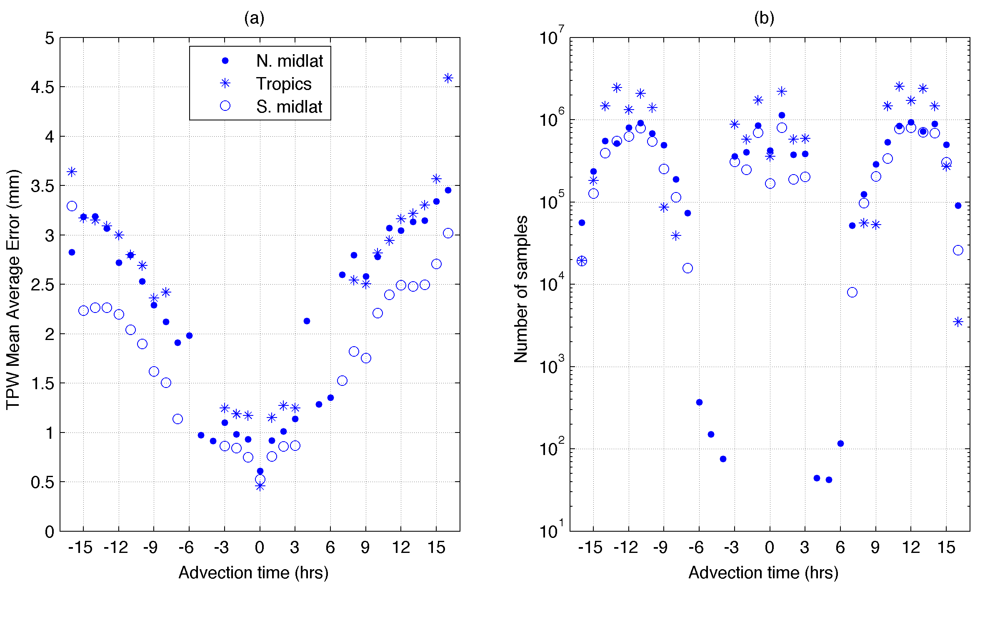 (a)
5
4.5
4
3.5
3
2.5
2
1.5
1
0.5
0
TPW Mean Average Error (mm)
N. midlat
Tropics
S. midlat
-15 -12 -9 -6 -3 0 3 6 9 12 15
Advection time (hrs)
(b)
10^7
10^6
10^5
10^4
10^3
10^2
10^1
Number of samples
-15 -12 -9 -6 -3 0 3 6 9 12 15
Advection time (hrs)